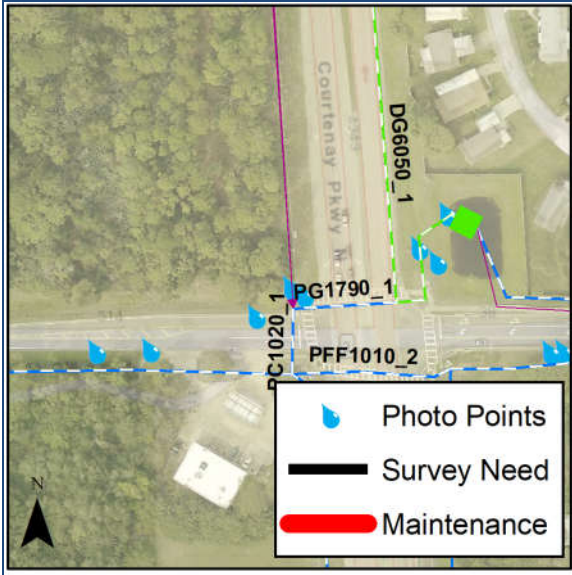 Courtenay Pkwy N
DG6050_1
PG1790_1
PC1020_1
PFF1010_2
Photo Points
Survey Need
Maintenance
N